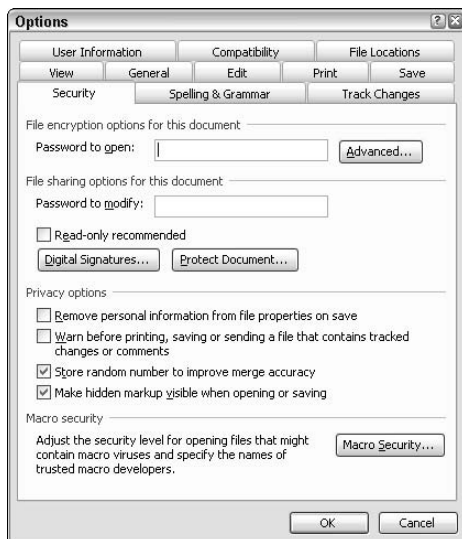 Options
User Information Compatibility File Locations
View General Edit Print Save
Security Spelling & Grammar Track Changes
File encryption options for this document
Password to open: Advanced...
File sharing options for this document
Password to modify:
Read-only recommended
Digital Signatures... Protect Document...
Privacy options
Remove personal information from file properties on save
Warn before printing, saving or sending a file that contains tracked
changes or comments
Store random number to improve merge accuracy
Make hidden markup visible when opening or saving
Macro security
Adjust the security level for opening files that might
contain macro viruses and specify the names of
trusted macro developers.
Macro Security...
OK Cancel